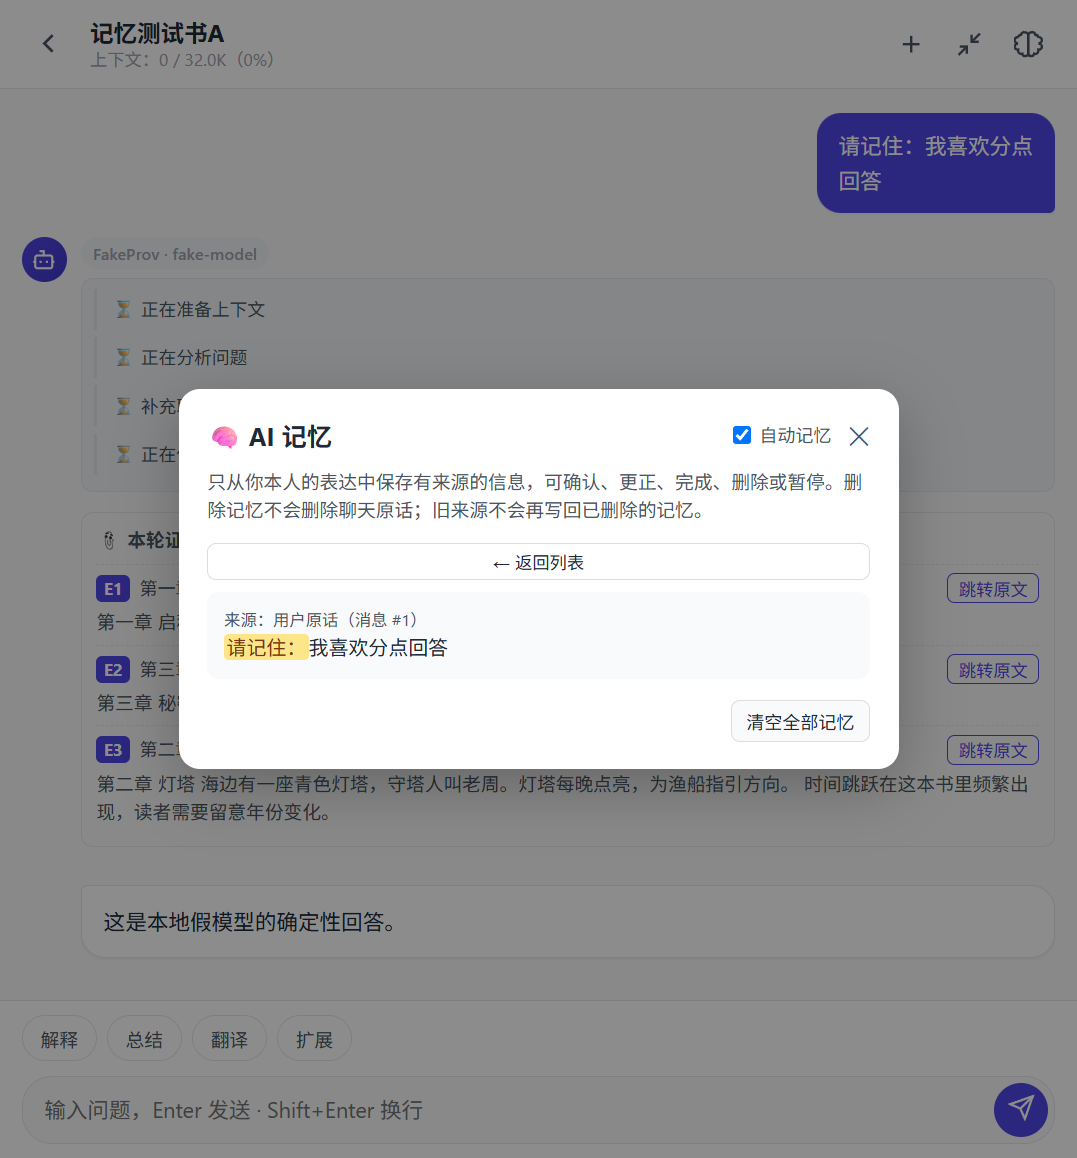 记忆测试书A
上下文：0 / 32.0K（0%）
请记住：我喜欢分点
回答
FakeProv · fake-model
正在准备上下文
正在分析问题
补充
正在
AI 记忆
自动记忆
只从你本人的表达中保存有来源的信息，可确认、更正、完成、删除或暂停。删
除记忆不会删除聊天原话；旧来源不会再写回已删除的记忆。
← 返回列表
来源：用户原话（消息 #1）
请记住：我喜欢分点回答
清空全部记忆
本轮证
E1 第一
跳转原文
第一章 启
E2 第三
跳转原文
第三章 秘
E3 第二
跳转原文
第二章 灯塔 海边有一座青色灯塔，守塔人叫老周。灯塔每晚点亮，为渔船指引方向。 时间跳跃在这本书里频繁出
现，读者需要留意年份变化。
这是本地假模型的确定性回答。
解释
总结
翻译
扩展
输入问题，Enter 发送 · Shift+Enter 换行